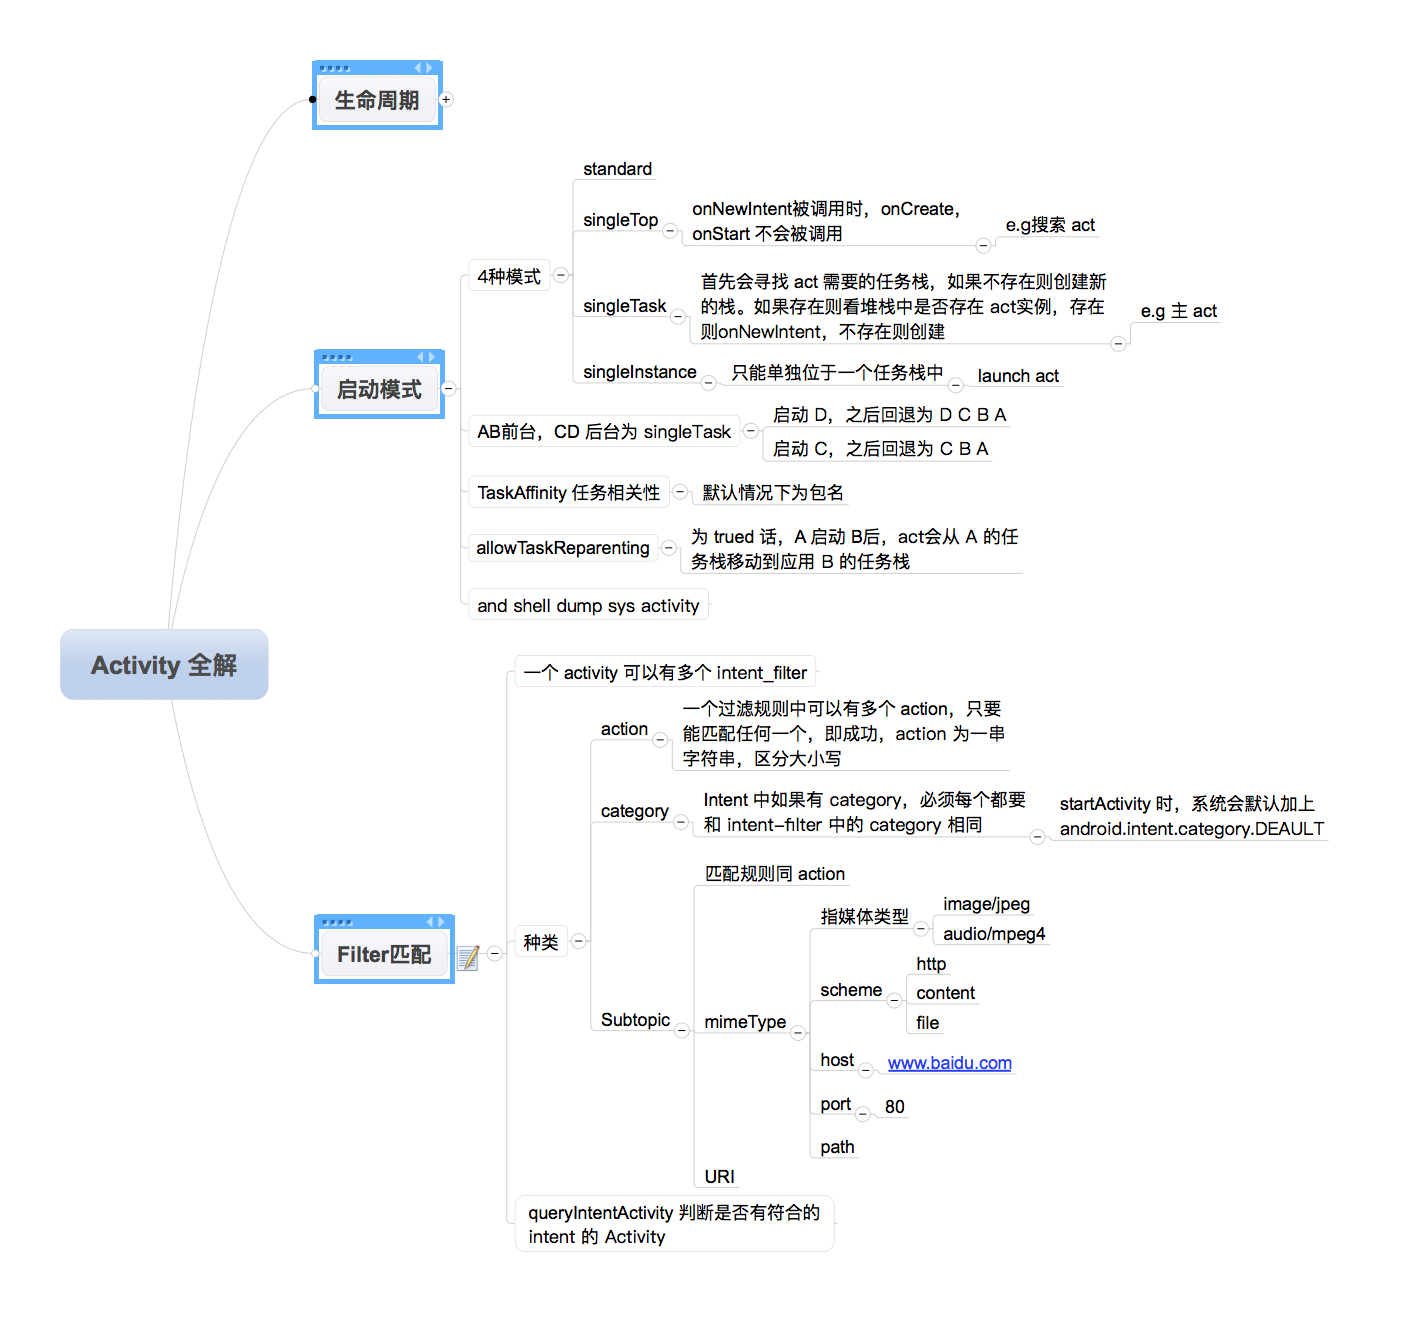 生命周期
standard
singleTop
onNewIntent被调用时，onCreate，
onStart 不会被调用
e.g搜索 act
4种模式
singleTask
首先会寻找 act 需要的任务栈，如果不存在则创建新
的栈。如果存在则看堆栈中是否存在 act实例，存在
则onNewIntent，不存在则创建
e.g 主 act
singleInstance
只能单独位于一个任务栈中
launch act
启动模式
AB前台，CD 后台为 singleTask
启动 D，之后回退为 D C B A
启动 C，之后回退为 C B A
TaskAffinity 任务相关性
默认情况下为包名
allowTaskReparenting
为 trued 话，A 启动 B后，act会从 A 的任
务栈移动到应用 B 的任务栈
and shell dump sys activity
Activity 全解
一个 activity 可以有多个 intent_filter
action
一个过滤规则中可以有多个 action，只要
能匹配任何一个，即成功，action 为一串
字符串，区分大小写
category
Intent 中如果有 category，必须每个都要
和 intent-filter 中的 category 相同
startActivity 时，系统会默认加上
android.intent.category.DEAULT
Filter匹配
种类
匹配规则同 action
指媒体类型
image/jpeg
audio/mpeg4
scheme
http
content
file
Subtopic
mimeType
host
www.baidu.com
port
80
path
URI
queryIntentActivity 判断是否有符合的
intent 的 Activity